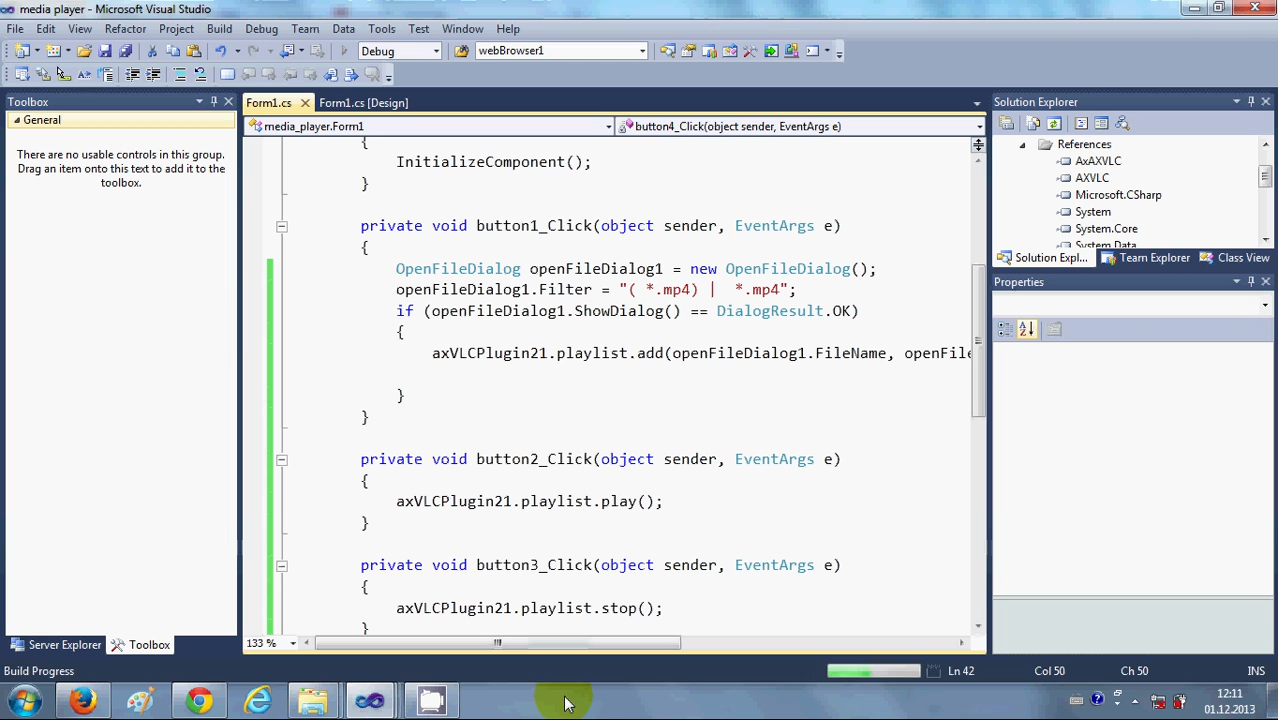 media player - Microsoft Visual Studio
File Edit View Refactor Project Build Debug Team Data Tools Test Window Help
Debug webBrowser1
Toolbox
General
There are no usable controls in this group.
Drag an item onto this text to add it to the
toolbox.
Server Explorer Toolbox
Form1.cs Form1.cs [Design]
media_player.Form1 button4_Click(object sender, EventArgs e)
{
InitializeComponent();
}
private void button1_Click(object sender, EventArgs e)
{
OpenFileDialog openFileDialog1 = new OpenFileDialog();
openFileDialog1.Filter = "( *.mp4) |  *.mp4";
if (openFileDialog1.ShowDialog() == DialogResult.OK)
{
axVLCPlugin21.playlist.add(openFileDialog1.FileName, openFile
}
}
private void button2_Click(object sender, EventArgs e)
{
axVLCPlugin21.playlist.play();
}
private void button3_Click(object sender, EventArgs e)
{
axVLCPlugin21.playlist.stop();
}
133 %
Solution Explorer
References
AxAXVLC
AXVLC
Microsoft.CSharp
System
System.Core
System.Data
Solution Expl... Team Explorer Class View
Properties
Build Progress Ln 42 Col 50 Ch 50 INS
12:11
01.12.2013